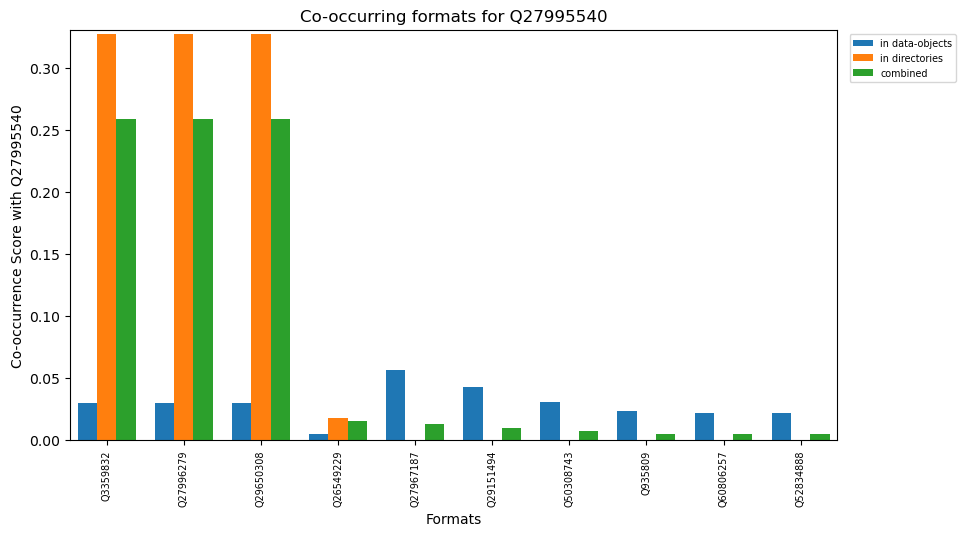 Co-occurring formats for Q27995540
in data-objects
in directories
combined
Co-occurrence Score with Q27995540
0.30
0.25
0.20
0.15
0.10
0.05
0.00
Q3359832
Q27996279
Q29650308
Q26549229
Q27967187
Q29151494
Q50308743
Q935809
Q60806257
Q52834888
Formats